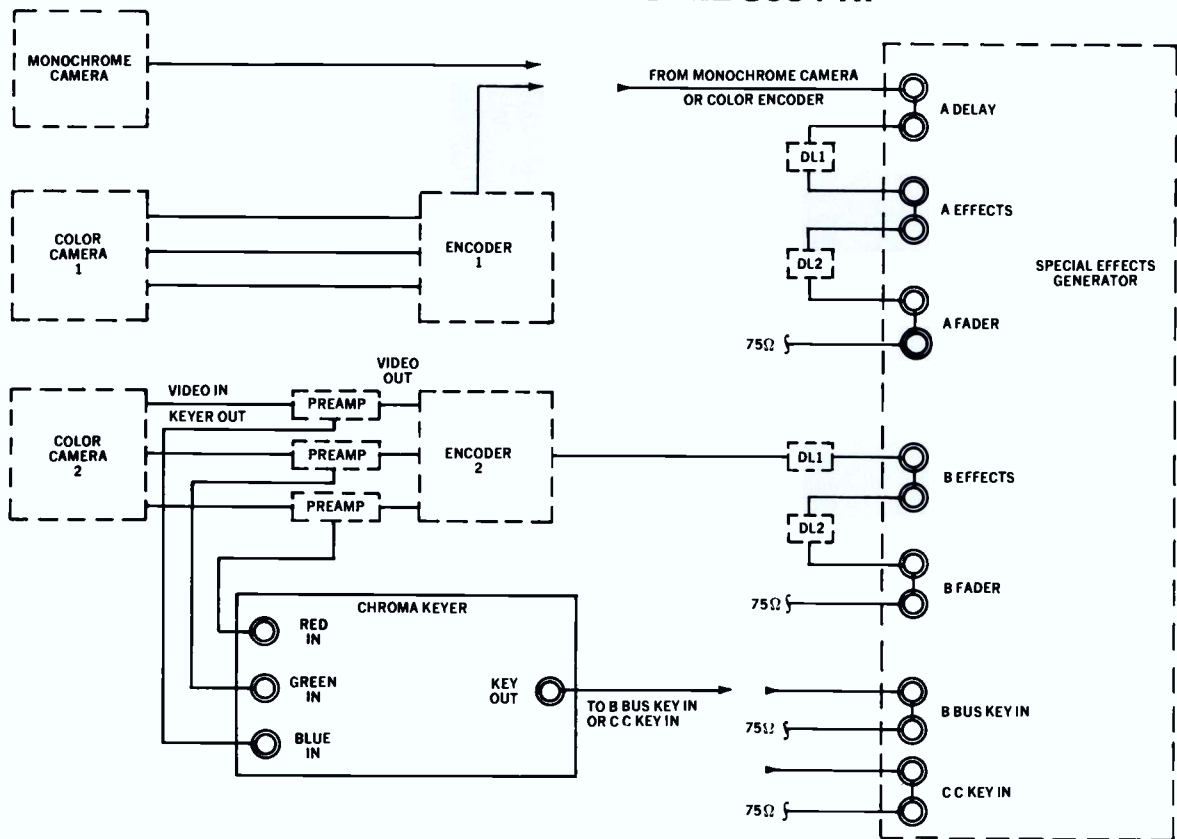 MONOCHROME
CAMERA
FROM MONOCHROME CAMERA
OR COLOR ENCODER
A DELAY
DL1
A EFFECTS
DL2
A FADER
75Ω
SPECIAL EFFECTS
GENERATOR
COLOR
CAMERA
1
ENCODER
1
COLOR
CAMERA
2
VIDEO IN
KEYER OUT
PREAMP
PREAMP
PREAMP
VIDEO
OUT
ENCODER
2
DL1
B EFFECTS
DL2
B FADER
75Ω
CHROMA KEYER
RED
IN
GREEN
IN
BLUE
IN
KEY
OUT
TO B BUS KEY IN
OR C C KEY IN
B BUS KEY IN
75Ω
C C KEY IN
75Ω